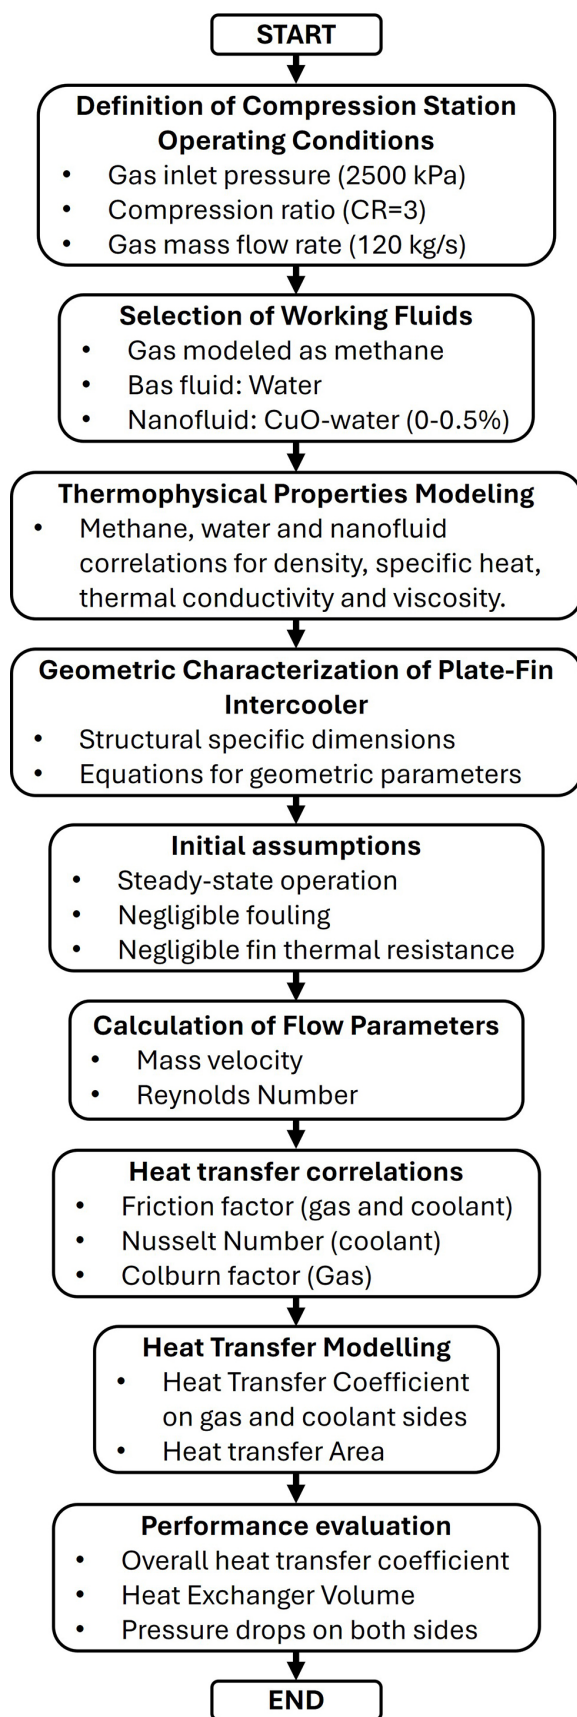 START
Definition of Compression Station
Operating Conditions
• Gas inlet pressure (2500 kPa)
• Compression ratio (CR=3)
• Gas mass flow rate (120 kg/s)
Selection of Working Fluids
• Gas modeled as methane
• Bas fluid: Water
• Nanofluid: CuO-water (0-0.5%)
Thermophysical Properties Modeling
• Methane, water and nanofluid
correlations for density, specific heat,
thermal conductivity and viscosity.
Geometric Characterization of Plate-Fin
Intercooler
• Structural specific dimensions
• Equations for geometric parameters
Initial assumptions
• Steady-state operation
• Negligible fouling
• Negligible fin thermal resistance
Calculation of Flow Parameters
• Mass velocity
• Reynolds Number
Heat transfer correlations
• Friction factor (gas and coolant)
• Nusselt Number (coolant)
• Colburn factor (Gas)
Heat Transfer Modelling
• Heat Transfer Coefficient
on gas and coolant sides
• Heat transfer Area
Performance evaluation
• Overall heat transfer coefficient
• Heat Exchanger Volume
• Pressure drops on both sides
END